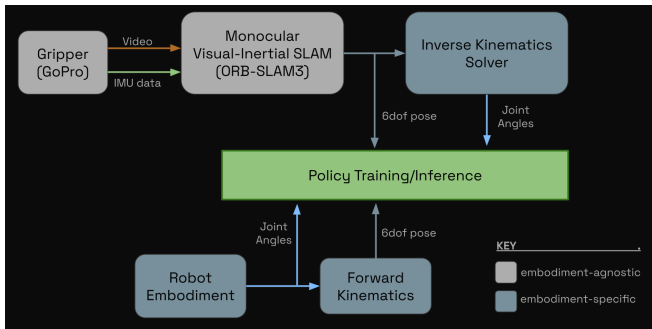 Gripper
(GoPro)
Video
IMU data
Monocular
Visual-Inertial SLAM
(ORB-SLAM3)
Inverse Kinematics
Solver
6dof pose
Joint
Angles
Policy Training/Inference
Joint
Angles
6dof pose
Robot
Embodiment
Forward
Kinematics
KEY .
embodiment-agnostic
embodiment-specific